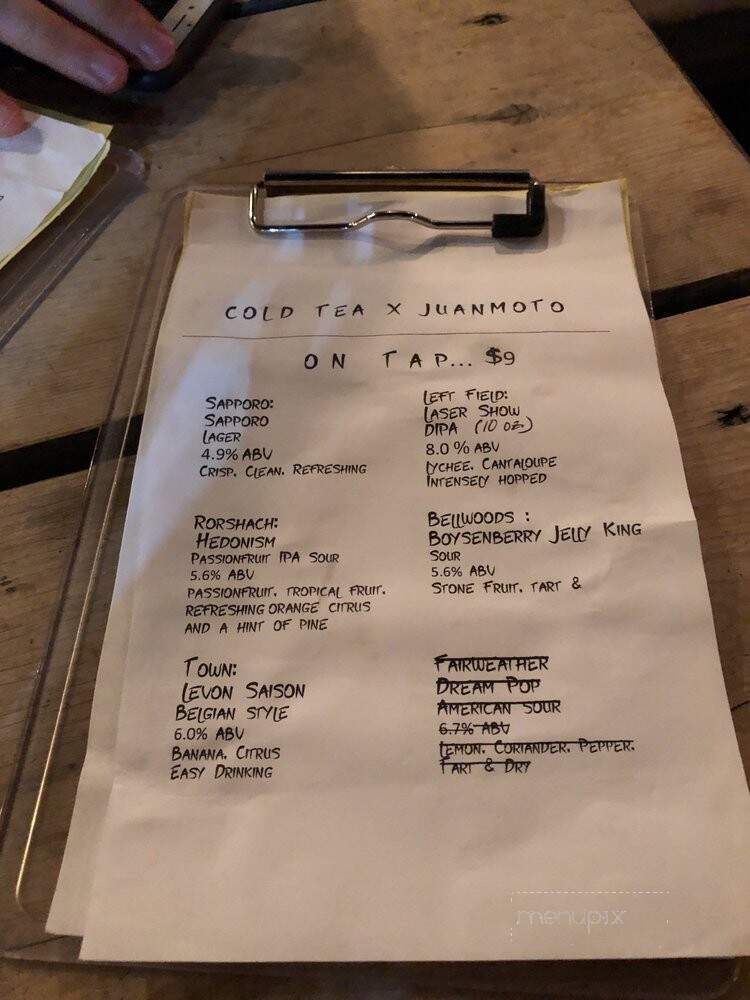 COLD TEA X JUANMOTO
ON TAP... $9
SAPPORO:
SAPPORO
LAGER
4.9% ABV
CRISP. CLEAN. REFRESHING
LEFT FIELD:
LASER SHOW
DIPA (10 oz)
8.0 % ABV
LYCHEE. CANTALOUPE
INTENSELY HOPPED
RORSHACH:
HEDONISM
PASSIONFRUIT IPA SOUR
5.6% ABV
PASSIONFRUIT. TROPICAL FRUIT.
REFRESHING ORANGE CITRUS
AND A HINT OF PINE
BELLWOODS :
BOYSENBERRY JELLY KING
SOUR
5.6% ABV
STONE FRUIT. TART &
TOWN:
LEVON SAISON
BELGIAN STYLE
6.0% ABV
BANANA. CITRUS
EASY DRINKING
FAIRWEATHER
DREAM POP
AMERICAN SOUR
6.7% ABV
LEMON. CORIANDER. PEPPER.
TART & DRY
menupix